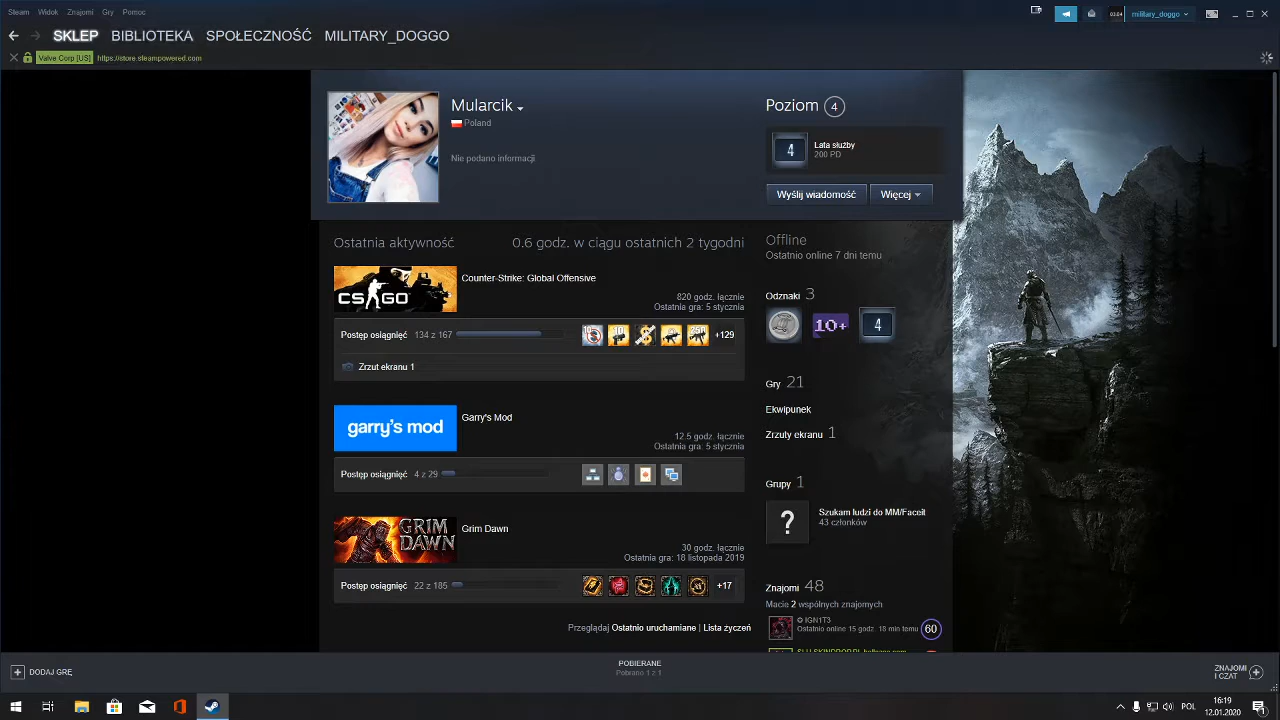 Steam Widok Znajomi Gry Pomoc
03:04 military_doggo
SKLEP BIBLIOTEKA SPOŁECZNOŚĆ MILITARY_DOGGO
Valve Corp [US] https://store.steampowered.com
Mularcik
Poland
Nie podano informacji
Poziom 4
4 Lata służby
200 PD
Wyślij wiadomość Więcej
Ostatnia aktywność 0.6 godz. w ciągu ostatnich 2 tygodni
CS GO
Counter-Strike: Global Offensive
820 godz. łącznie
Ostatnia gra: 5 stycznia
Postęp osiągnięć 134 z 167 +129
Zrzut ekranu 1
garry's mod
Garry's Mod
12.5 godz. łącznie
Ostatnia gra: 5 stycznia
Postęp osiągnięć 4 z 29
GRIM
DAWN
Grim Dawn
30 godz. łącznie
Ostatnia gra: 18 listopada 2019
Postęp osiągnięć 22 z 185 +17
Przeglądaj Ostatnio uruchamiane | Lista życzeń
Offline
Ostatnio online 7 dni temu
Odznaki 3
10+ 4
Gry 21
Ekwipunek
Zrzuty ekranu 1
Grupy 1
? Szukam ludzi do MM/Faceit
43 członków
Znajomi 48
Macie 2 wspólnych znajomych
IGN1T3
Ostatnio online 15 godz. 18 min temu
60
DODAJ GRĘ
POBIERANE
Pobrano 1 z 1
ZNAJOMI
I CZAT
POL
16:19
12.01.2020